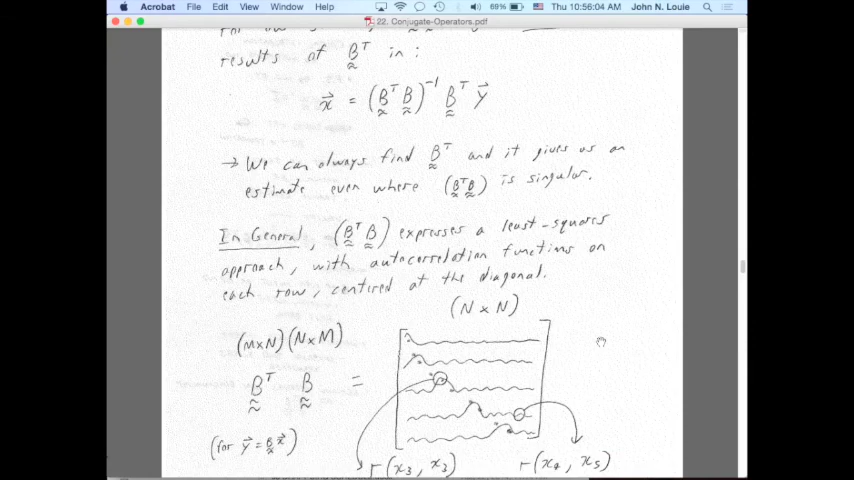 Acrobat File Edit View Window Help 69% Thu 10:56:04 AM John N. Louie
22. Conjugate-Operators.pdf
results of B^T in:
x⃗ = (B^T B)^-1 B^T y⃗
→ We can always find B^T and it gives us an
estimate even where (B^T B) is singular.
In General, (B^T B) expresses a least-squares
approach, with autocorrelation functions on
each row, centered at the diagonal.
(N x N)
(M x N) (N x M)
B^T B =
(for y⃗ = B x⃗)
r(x₃, x₃) r(x₄, x₅)